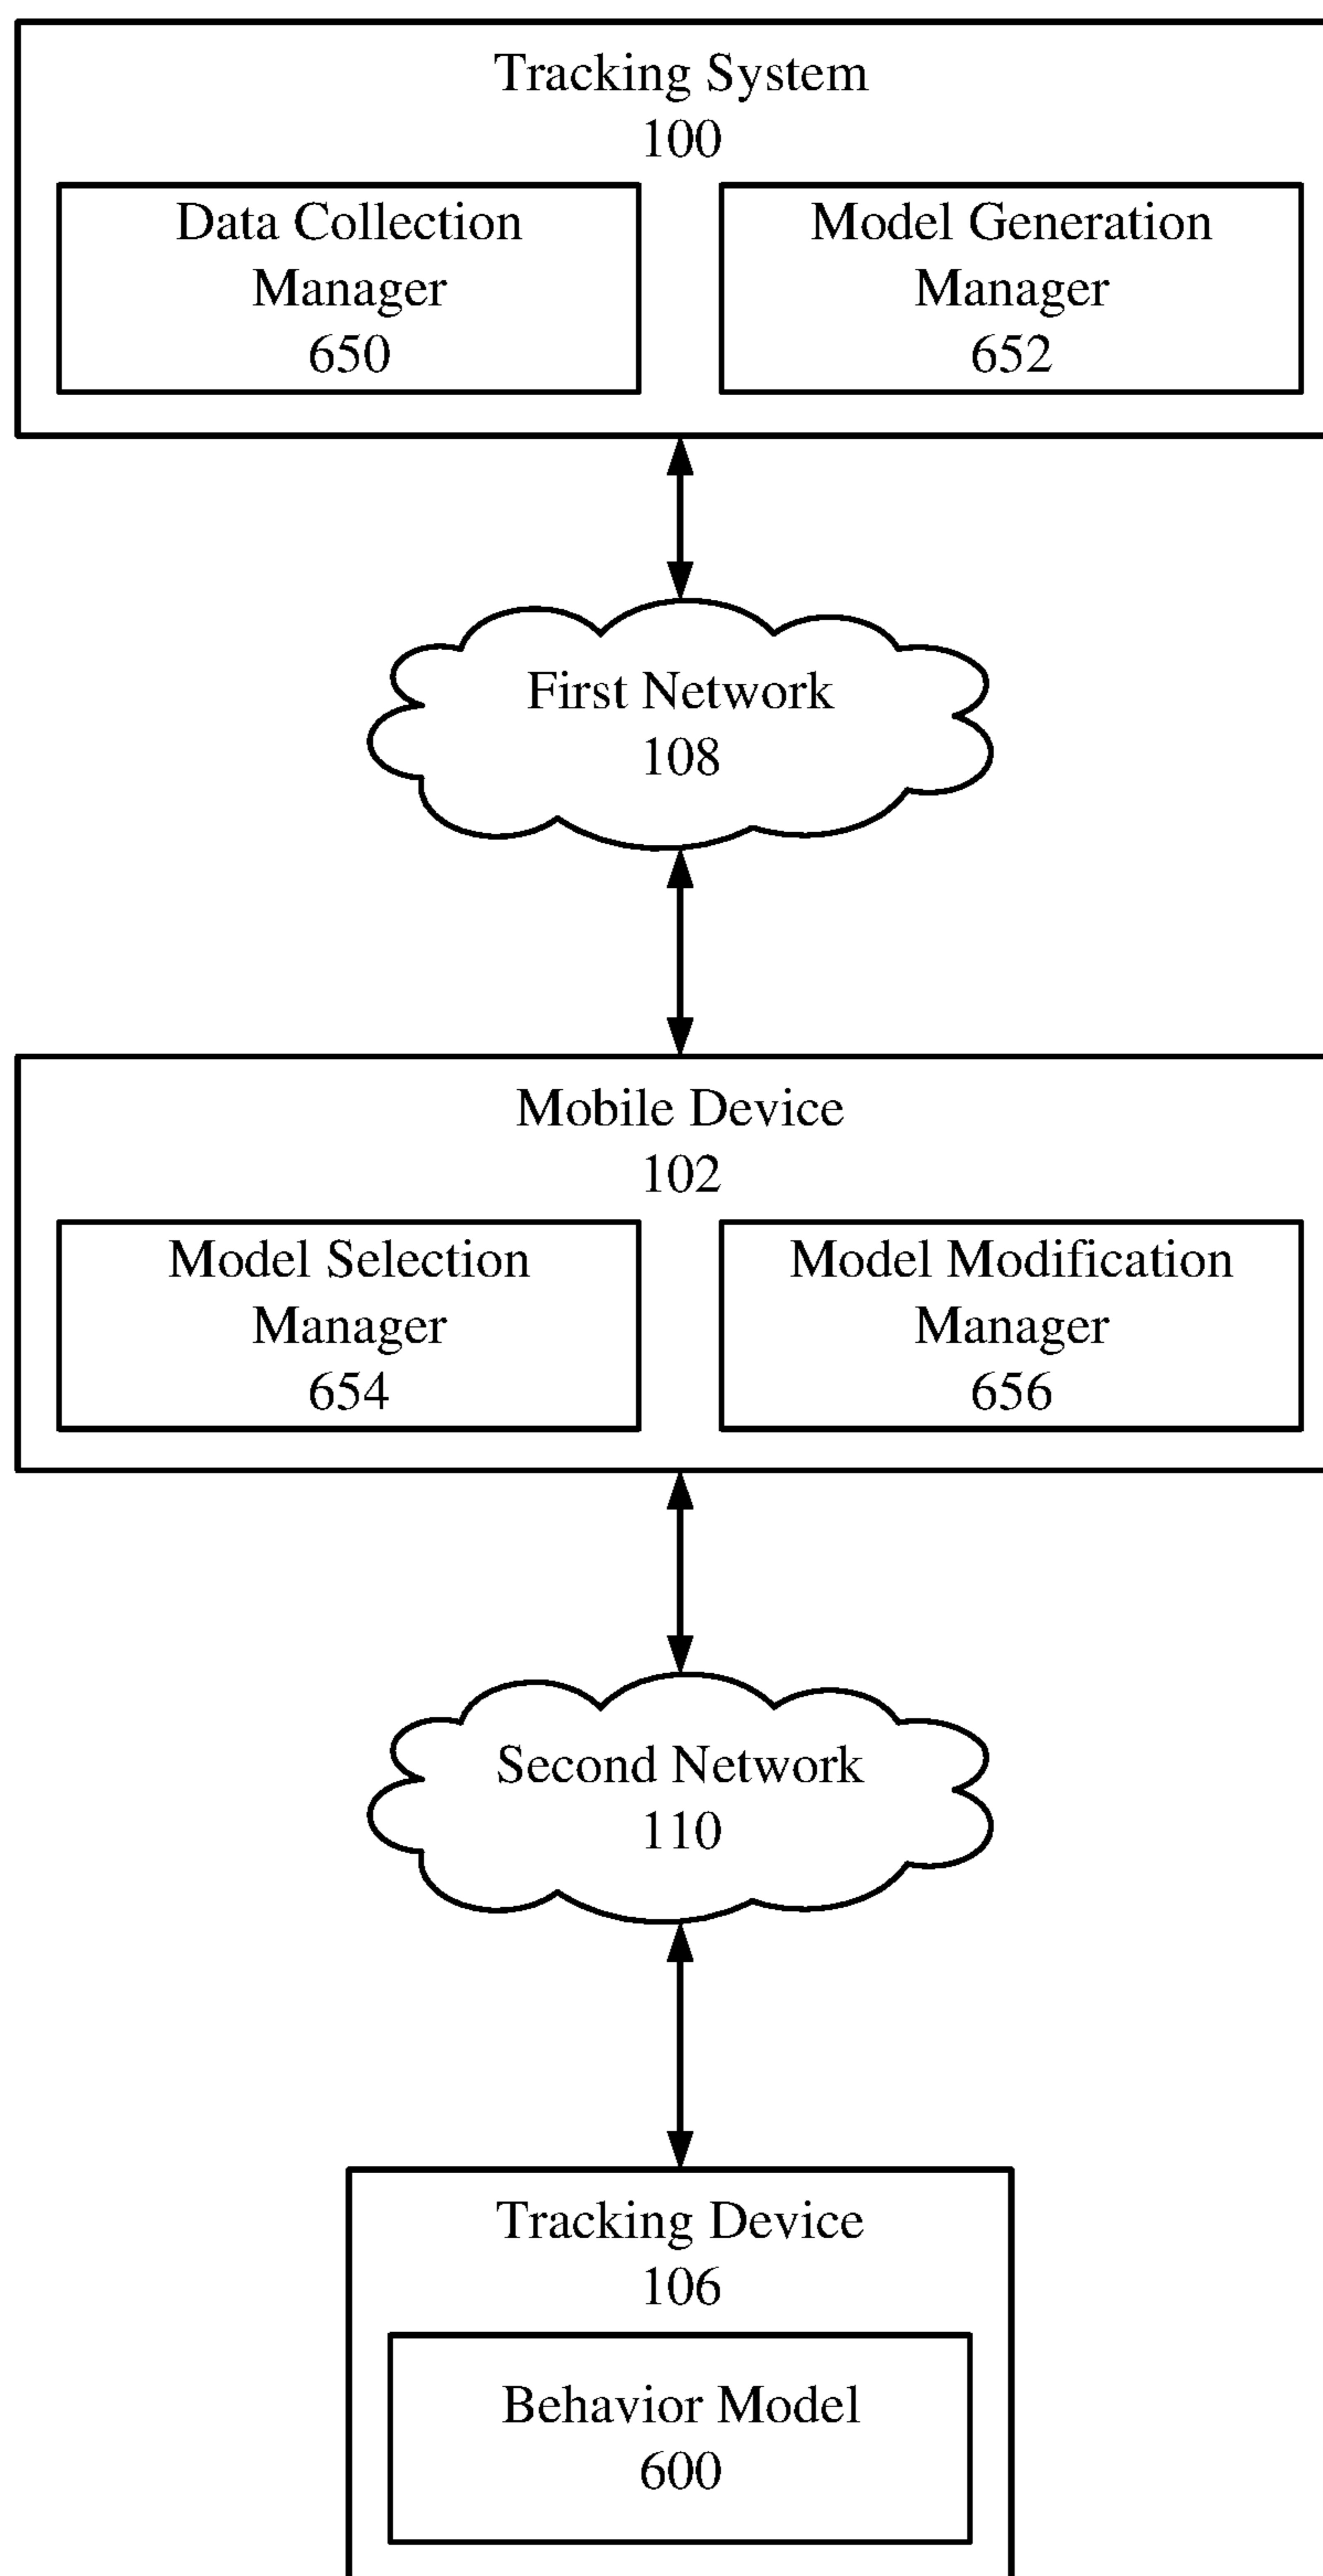 Tracking System
100
Data Collection
Manager
650
Model Generation
Manager
652
First Network
108
Mobile Device
102
Model Selection
Manager
654
Model Modification
Manager
656
Second Network
110
Tracking Device
106
Behavior Model
600